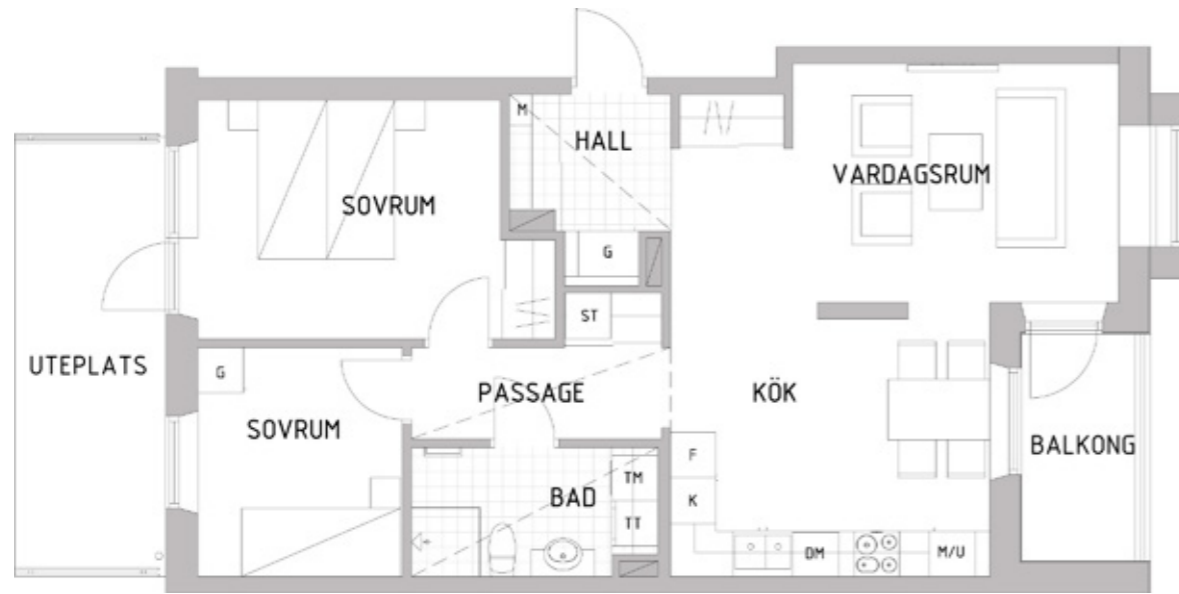 M
HALL
VARDAGSRUM
SOVRUM
G
ST
UTEPLATS
G
PASSAGE
KÖK
SOVRUM
BALKONG
F
TM
BAD
K
TT
DM
M/U